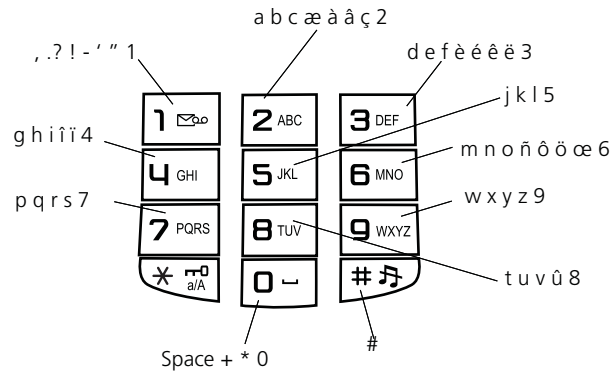 a b c æ à â ç 2
, .? ! - ‘ ” 1
d e f è é ê ë 3
j k l 5
1
2 ABC
3 DEF
g h i î ï 4
m n o ñ ô ö œ 6
4 GHI
5 JKL
6 MNO
p q r s 7
w x y z 9
7 PQRS
8 TUV
9 WXYZ
* a/A
0
#
t u v û 8
#
Space + * 0